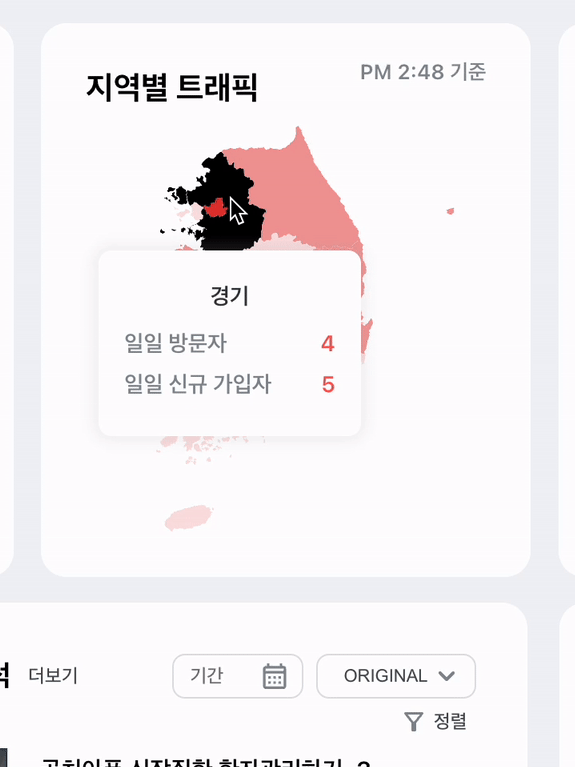 지역별 트래픽
PM 2:48 기준
경기
일일 방문자 4
일일 신규 가입자 5
더보기
기간
ORIGINAL
정렬